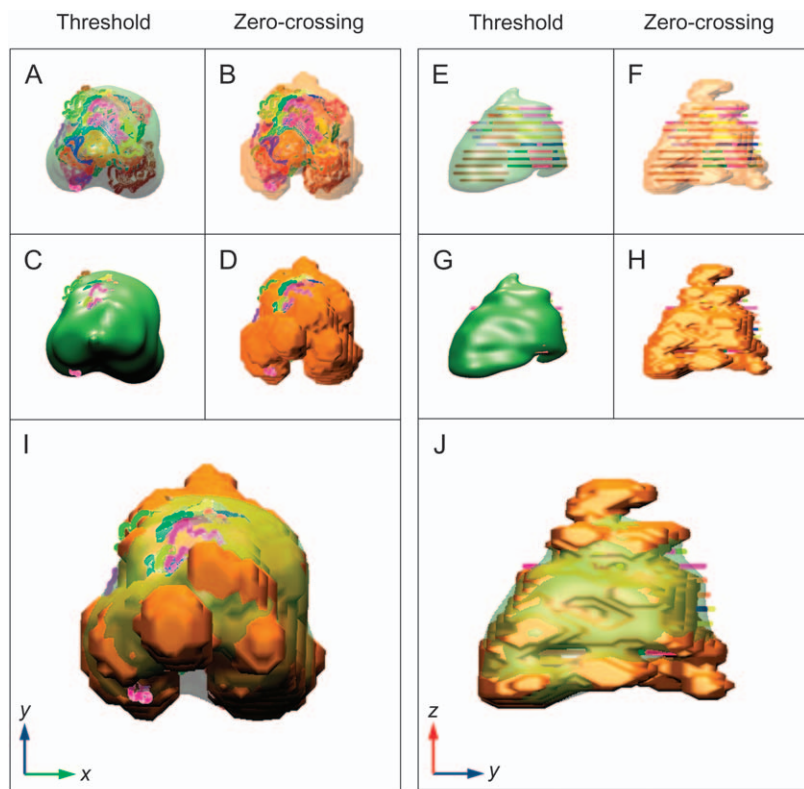 Threshold Zero-crossing Threshold Zero-crossing
A B E F
C D G H
I J
y z
x y